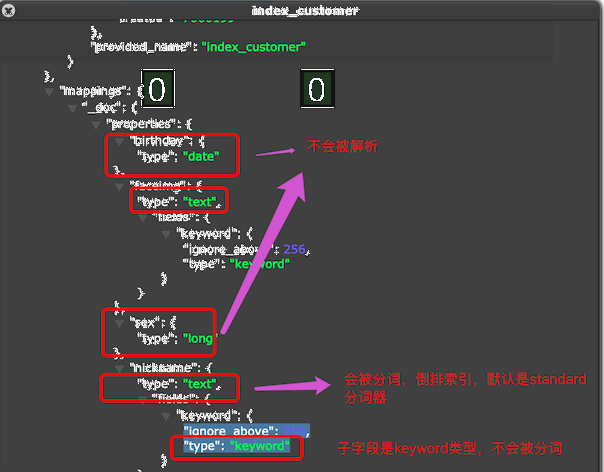 index_customer
},
"provided_name": "index_customer"
}
},
"mappings": {
0 0
"_doc": {
"properties": {
"birthday": {
"type": "date"
不会被解析
},
"faceimg": {
"type": "text",
"fields": {
"keyword": {
"ignore_above": 256,
"type": "keyword"
}
}
},
"sex": {
"type": "long"
},
"nickname": {
"type": "text",
会被分词，倒排索引，默认是standard
分词器
"fields": {
"keyword": {
"ignore_above": 256,
"type": "keyword"
子字段是keyword类型，不会被分词
}